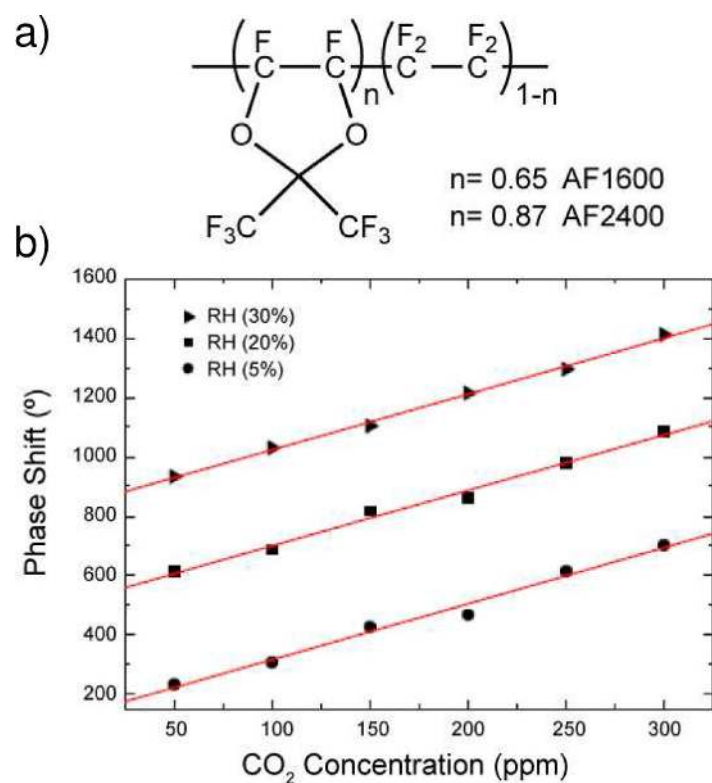 a)
F F F₂ F₂
C C C C
n 1-n
O O
F₃C CF₃
n= 0.65 AF1600
n= 0.87 AF2400
b)
1600
1400
1200
1000
800
600
400
200
Phase Shift (º)
RH (30%)
RH (20%)
RH (5%)
50 100 150 200 250 300
CO₂ Concentration (ppm)